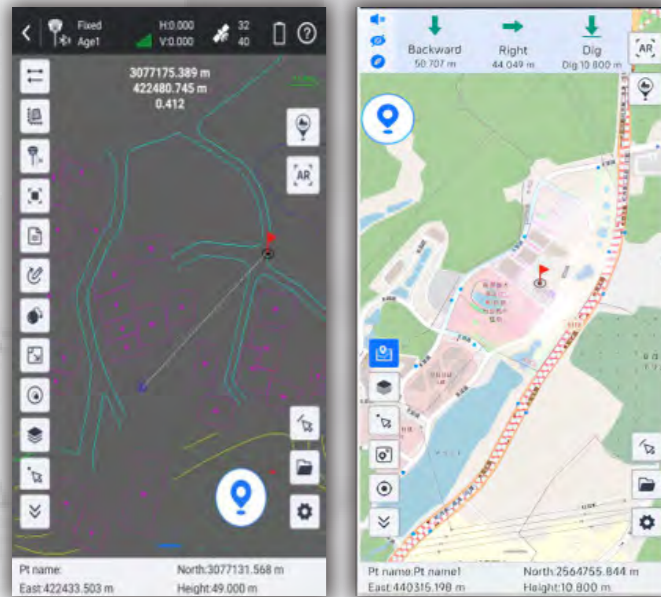 Fixed
Age1
H:0.000
V:0.000
32
40
3077175.389 m
422480.745 m
0.412
AR
Pt name:
North:3077131.568 m
East:422433.503 m
Height:49.000 m
Backward
Right
Dig
50.707 m
44.049 m
Dig:10.800 m
AR
Pt name:Pt name1
North:2564755.844 m
East:440315.198 m
Height:10.800 m